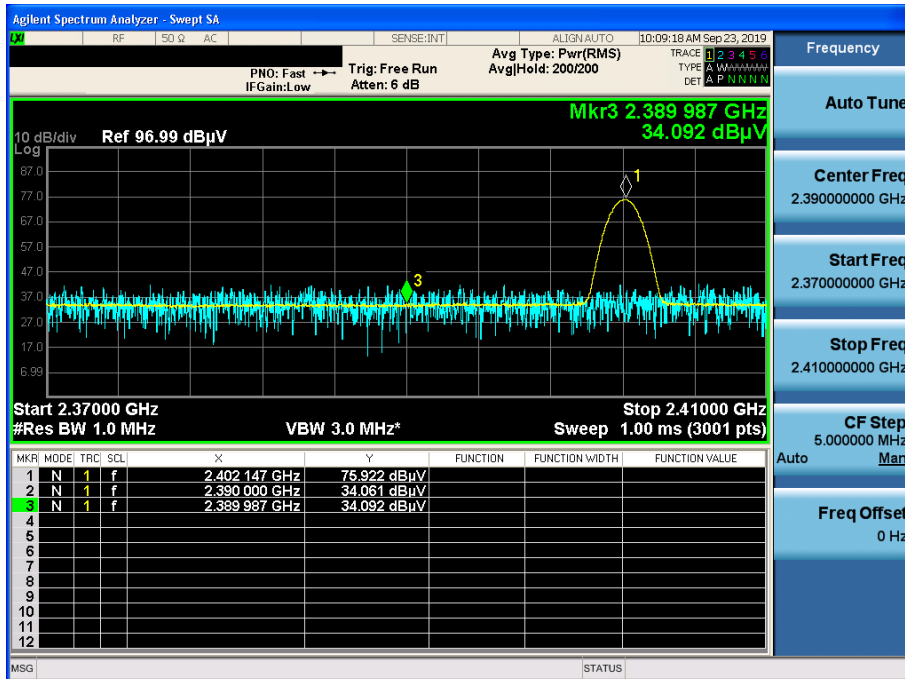 Agilent Spectrum Analyzer - Swept SA
LXI RF 50 Ω AC SENSE:INT ALIGN AUTO 10:09:18 AM Sep 23, 2019
PNO: Fast Trig: Free Run Avg Type: Pwr(RMS) TRACE 1 2 3 4 5 6
IFGain:Low Atten: 6 dB Avg|Hold: 200/200 TYPE A WWWWW
DET A P N N N N
Mkr3 2.389 987 GHz
34.092 dBµV
10 dB/div Ref 96.99 dBµV
Log
87.0
77.0
67.0
57.0
47.0
37.0
27.0
17.0
6.99
1
3
Start 2.37000 GHz Stop 2.41000 GHz
#Res BW 1.0 MHz VBW 3.0 MHz* Sweep 1.00 ms (3001 pts)
MKR MODE TRC SCL X Y FUNCTION FUNCTION WIDTH FUNCTION VALUE
1 N 1 f 2.402 147 GHz 75.922 dBµV
2 N 1 f 2.390 000 GHz 34.061 dBµV
3 N 1 f 2.389 987 GHz 34.092 dBµV
4
5
6
7
8
9
10
11
12
MSG STATUS
Frequency
Auto Tune
Center Freq
2.390000000 GHz
Start Freq
2.370000000 GHz
Stop Freq
2.410000000 GHz
CF Step
5.000000 MHz
Auto Man
Freq Offset
0 Hz